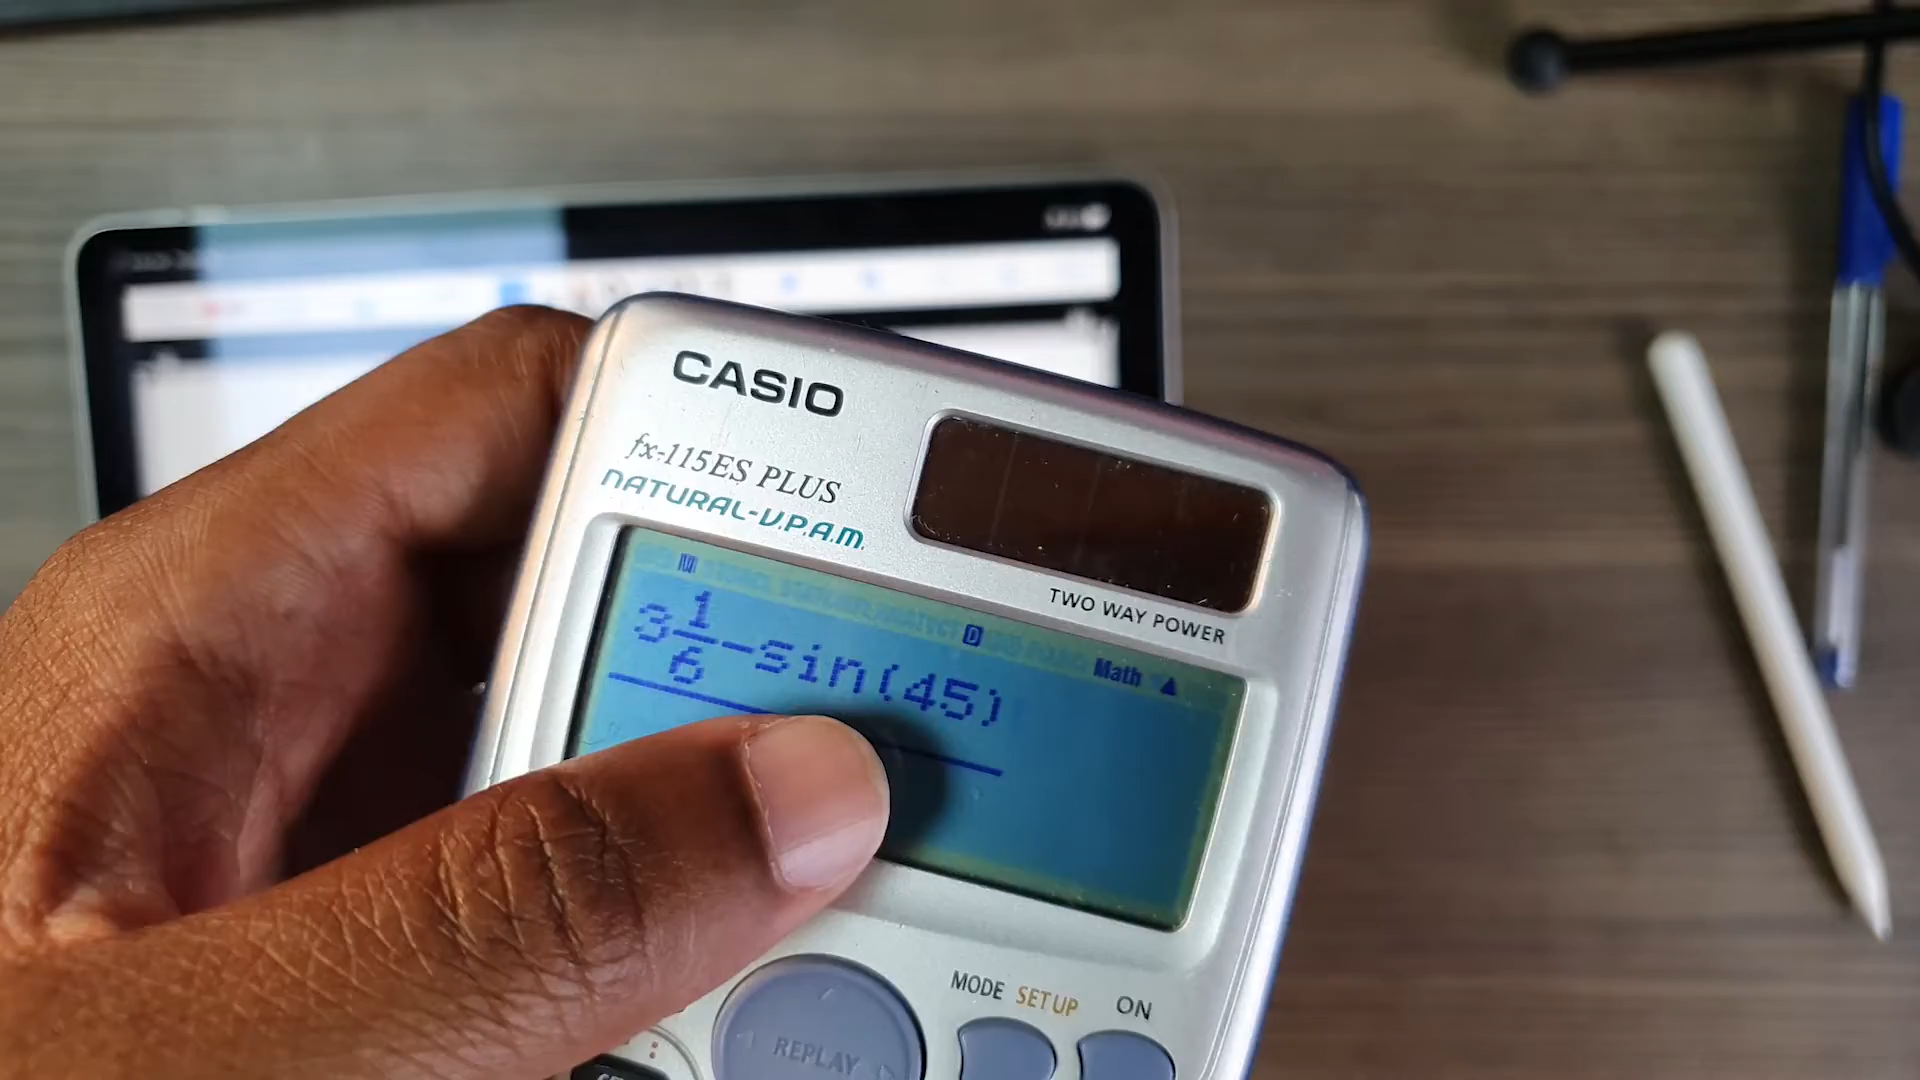 CASIO
fx-115ES PLUS
NATURAL-V.P.A.M.
TWO WAY POWER
M
D
Math ▲
3 1/6 -sin(45)
MODE SETUP ON
REPLAY